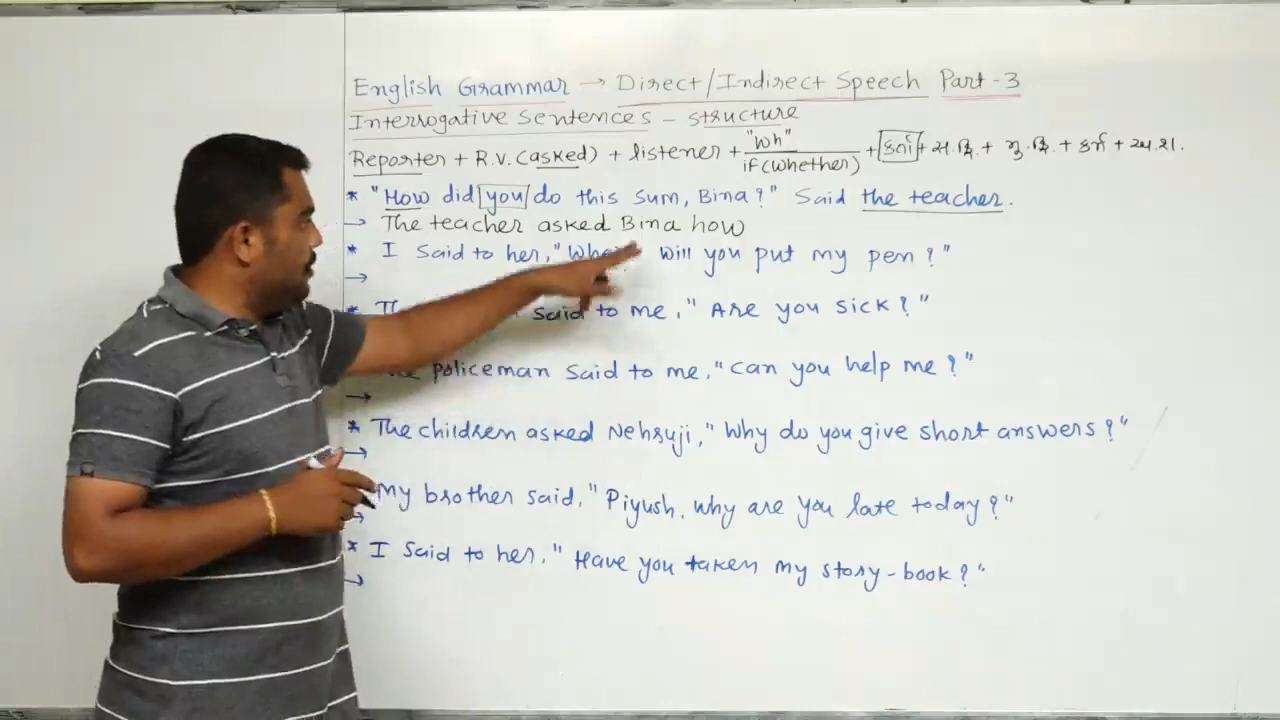 English Grammar → Direct/Indirect Speech Part-3
Interrogative Sentences - structure
Reporter + R.V.(asked) + listener + "Wh" / if(whether) + કર્તા + સ.ક્રિ. + મુ.ક્રિ. + કર્મ + અ.શ.
* "How did you do this sum, Bina?" Said the teacher.
→ The teacher asked Bina how
* I Said to her, " will you put my pen?"
→
* said to me, "Are you sick?"
policeman said to me, "can you help me?"
→
* The children asked Nehruji, "Why do you give short answers?"
→
My brother said, "Piyush, why are you late today?"
→
* I Said to her, "Have you taken my story-book?"
→